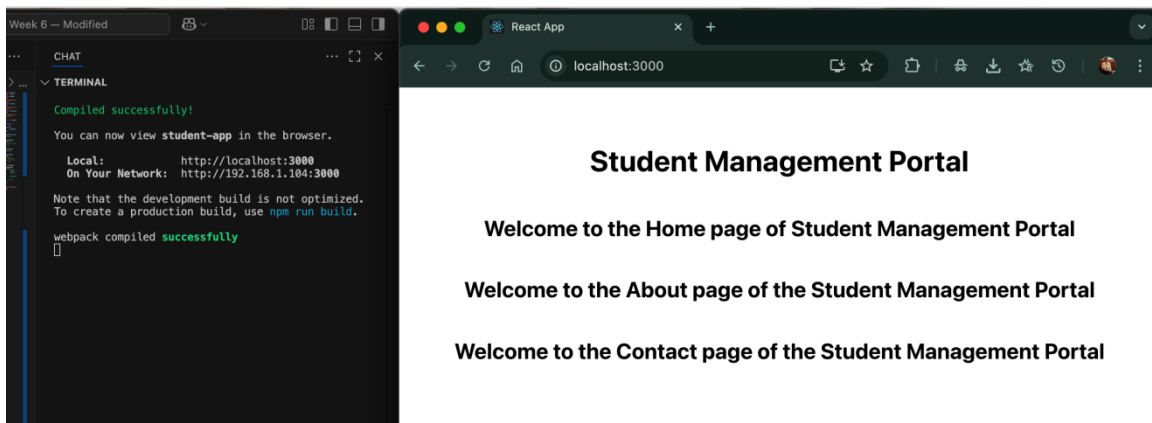 Week 6 — Modified
CHAT
TERMINAL
Compiled successfully!
You can now view student-app in the browser.
Local: http://localhost:3000
On Your Network: http://192.168.1.104:3000
Note that the development build is not optimized.
To create a production build, use npm run build.
webpack compiled successfully
React App
localhost:3000
Student Management Portal
Welcome to the Home page of Student Management Portal
Welcome to the About page of the Student Management Portal
Welcome to the Contact page of the Student Management Portal